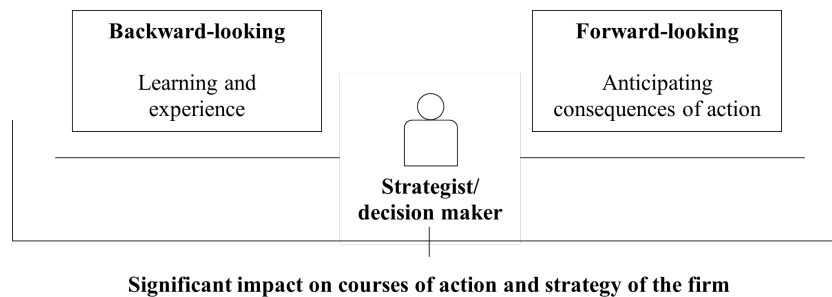 Backward-looking
Learning and
experience
Forward-looking
Anticipating
consequences of action
Strategist/
decision maker
Significant impact on courses of action and strategy of the firm